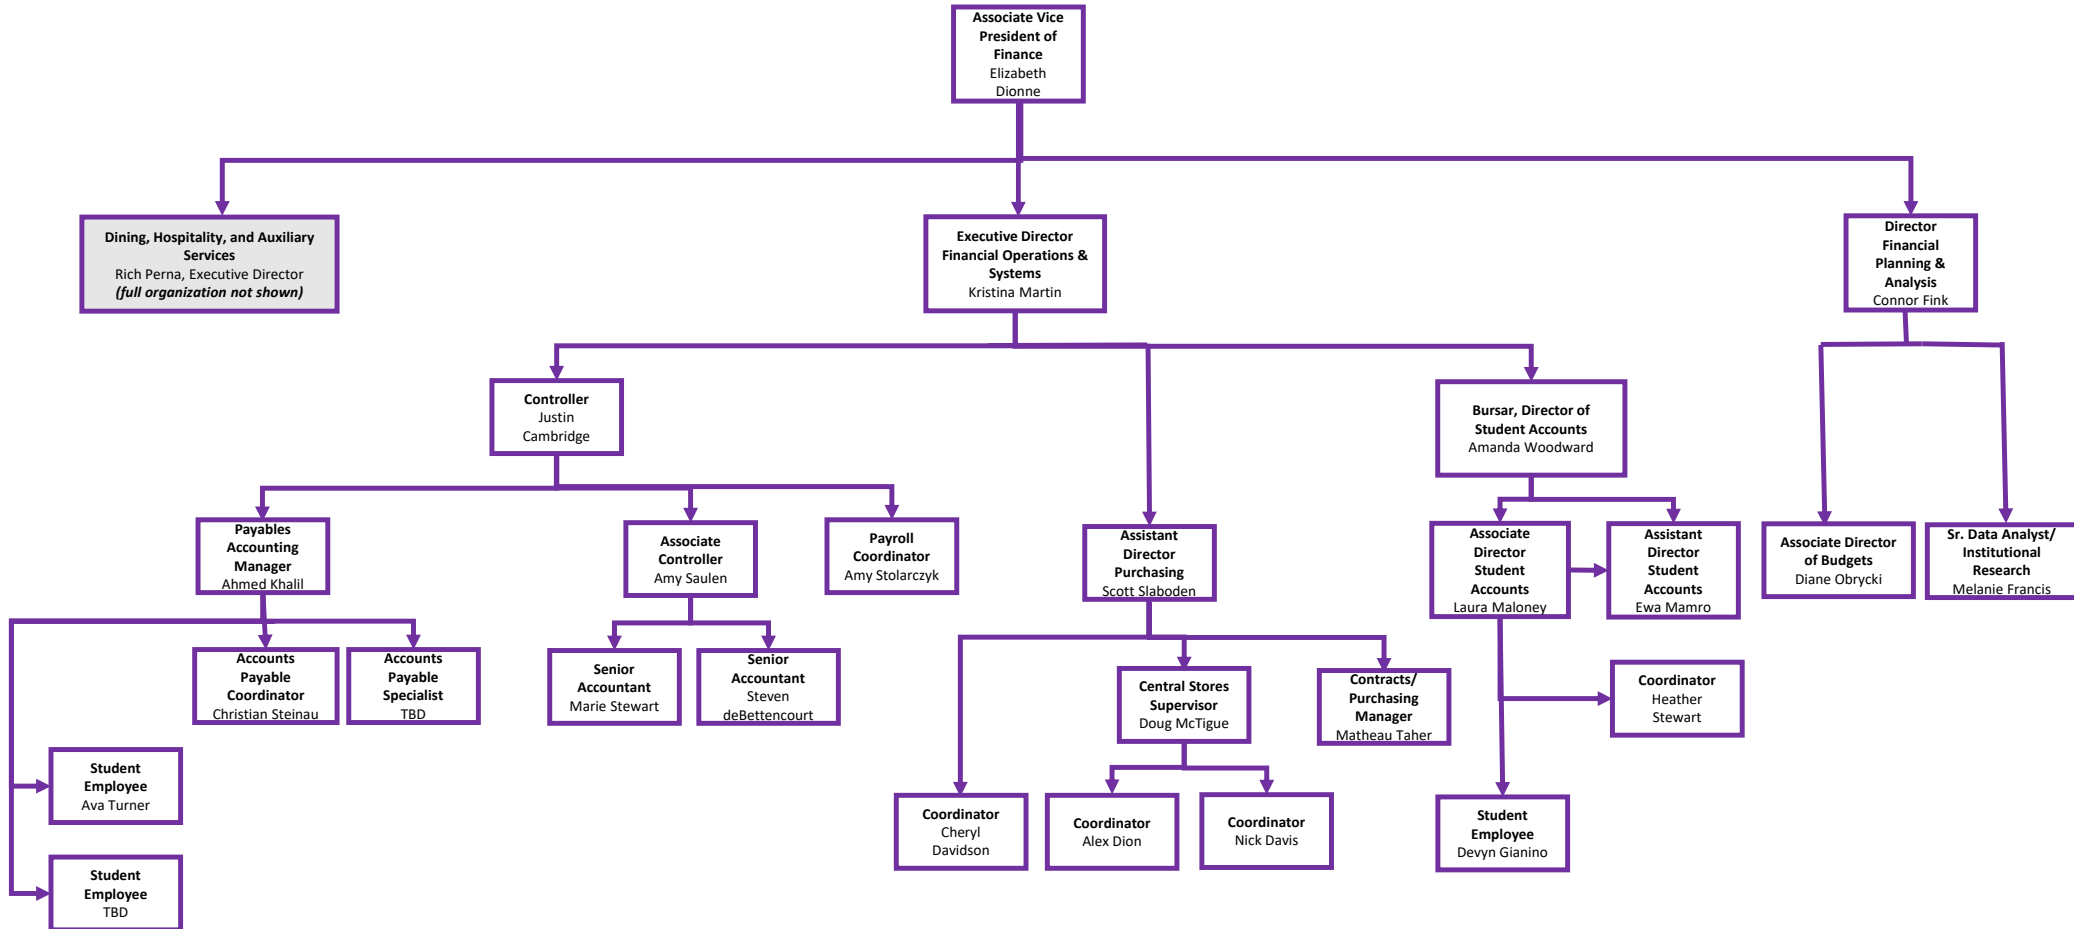 Associate Vice
President of
Finance
Elizabeth
Dionne
Dining, Hospitality, and Auxiliary
Services
Rich Perna, Executive Director
(full organization not shown)
Executive Director
Financial Operations &
Systems
Kristina Martin
Director
Financial
Planning &
Analysis
Connor Fink
Controller
Justin
Cambridge
Bursar, Director of
Student Accounts
Amanda Woodward
Payables
Accounting
Manager
Ahmed Khalil
Associate
Controller
Amy Saulen
Payroll
Coordinator
Amy Stolarczyk
Assistant
Director
Purchasing
Scott Slaboden
Associate
Director
Student
Accounts
Laura Maloney
Assistant
Director
Student
Accounts
Ewa Mamro
Associate Director
of Budgets
Diane Obrycki
Sr. Data Analyst/
Institutional
Research
Melanie Francis
Accounts
Payable
Coordinator
Christian Steinau
Accounts
Payable
Specialist
TBD
Senior
Accountant
Marie Stewart
Senior
Accountant
Steven
deBettencourt
Central Stores
Supervisor
Doug McTigue
Contracts/
Purchasing
Manager
Matheau Taher
Coordinator
Heather
Stewart
Student
Employee
Ava Turner
Coordinator
Cheryl
Davidson
Coordinator
Alex Dion
Coordinator
Nick Davis
Student
Employee
Devyn Gianino
Student
Employee
TBD